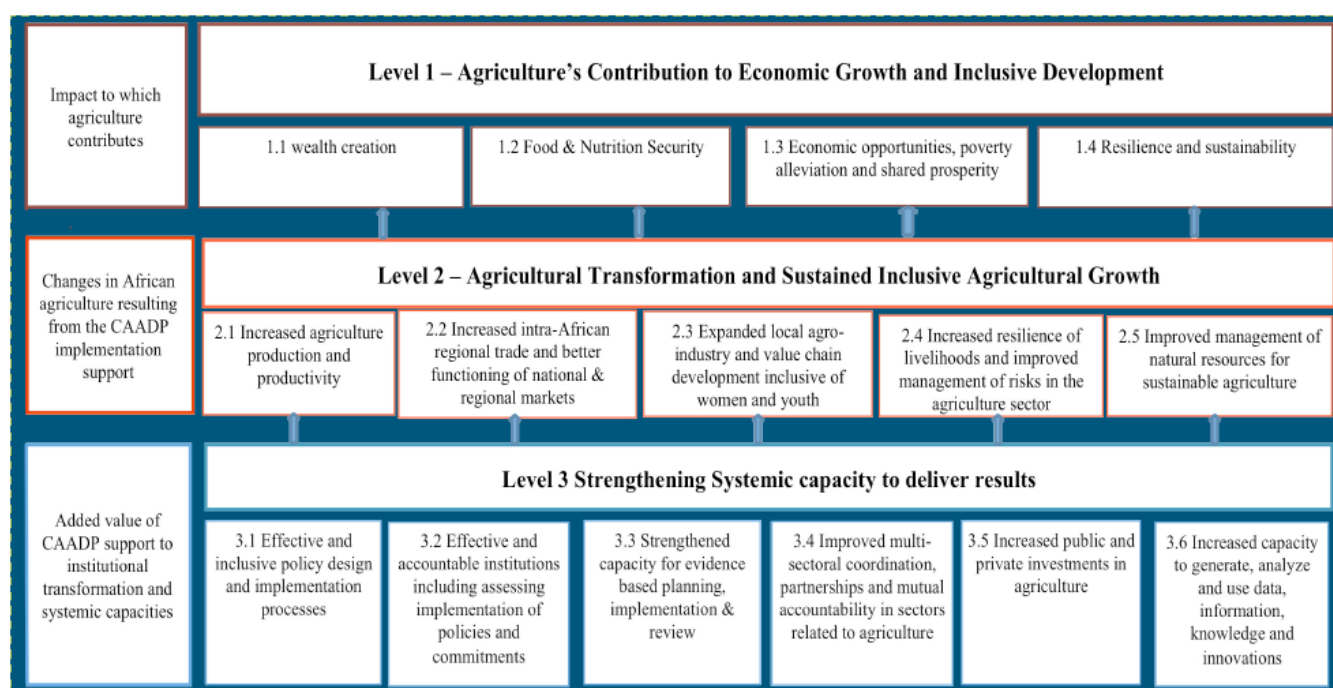 Impact to which
agriculture
contributes
Level 1 – Agriculture's Contribution to Economic Growth and Inclusive Development
1.1 wealth creation
1.2 Food & Nutrition Security
1.3 Economic opportunities, poverty
alleviation and shared prosperity
1.4 Resilience and sustainability
Changes in African
agriculture resulting
from the CAADP
implementation
support
Level 2 – Agricultural Transformation and Sustained Inclusive Agricultural Growth
2.1 Increased agriculture
production and
productivity
2.2 Increased intra-African
regional trade and better
functioning of national &
regional markets
2.3 Expanded local agro-
industry and value chain
development inclusive of
women and youth
2.4 Increased resilience of
livelihoods and improved
management of risks in the
agriculture sector
2.5 Improved management of
natural resources for
sustainable agriculture
Added value of
CAADP support to
institutional
transformation and
systemic capacities
Level 3 Strengthening Systemic capacity to deliver results
3.1 Effective and
inclusive policy design
and implementation
processes
3.2 Effective and
accountable institutions
including assessing
implementation of
policies and
commitments
3.3 Strengthened
capacity for evidence
based planning,
implementation &
review
3.4 Improved multi-
sectoral coordination,
partnerships and mutual
accountability in sectors
related to agriculture
3.5 Increased public and
private investments in
agriculture
3.6 Increased capacity
to generate, analyze
and use data,
information,
knowledge and
innovations